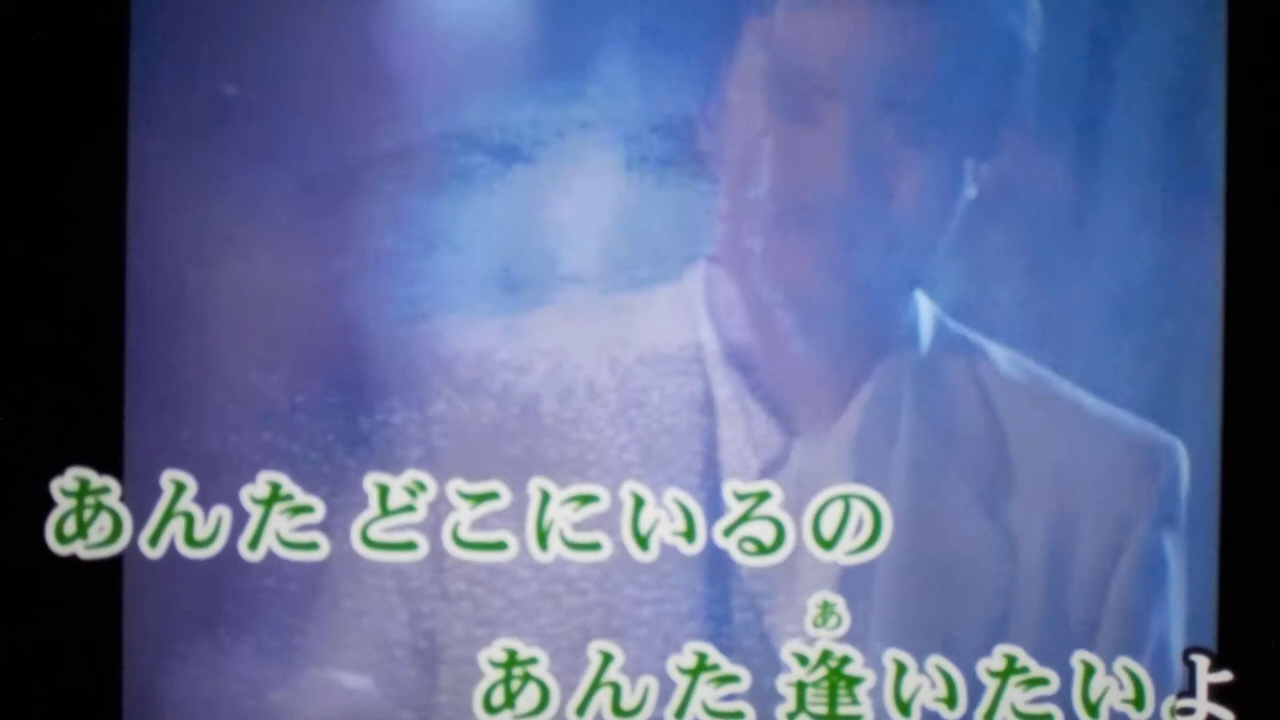 あんた どこにいるの
あ
あんた 逢いたいよ